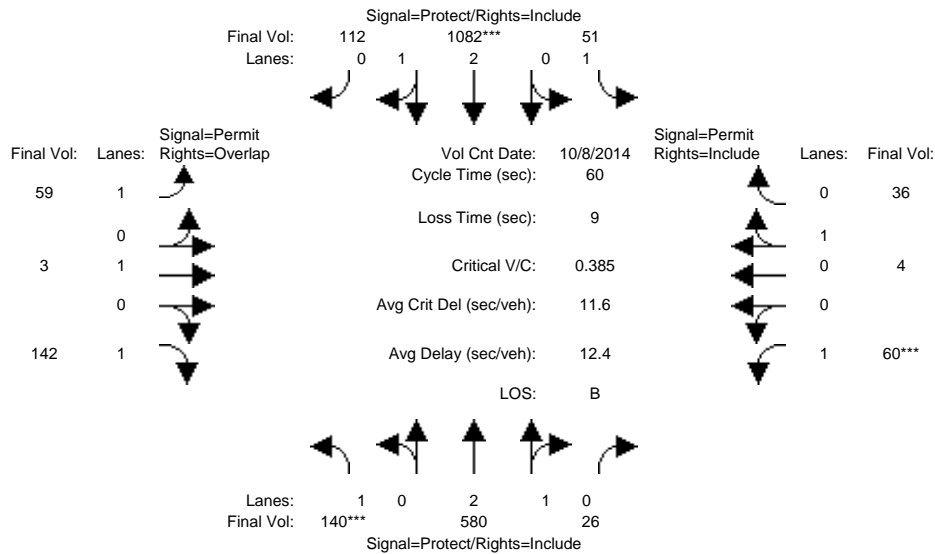 Signal=Protect/Rights=Include
Final Vol: 112 1082*** 51
Lanes: 0 1 2 0 1
Signal=Permit Signal=Permit
Final Vol: Lanes: Rights=Overlap Vol Cnt Date: 10/8/2014 Rights=Include Lanes: Final Vol:
Cycle Time (sec): 60
59 1 0 36
Loss Time (sec): 9
0 1
3 1 Critical V/C: 0.385 0 4
0 Avg Crit Del (sec/veh): 11.6 0
142 1 Avg Delay (sec/veh): 12.4 1 60***
LOS: B
Lanes: 1 0 2 1 0
Final Vol: 140*** 580 26
Signal=Protect/Rights=Include